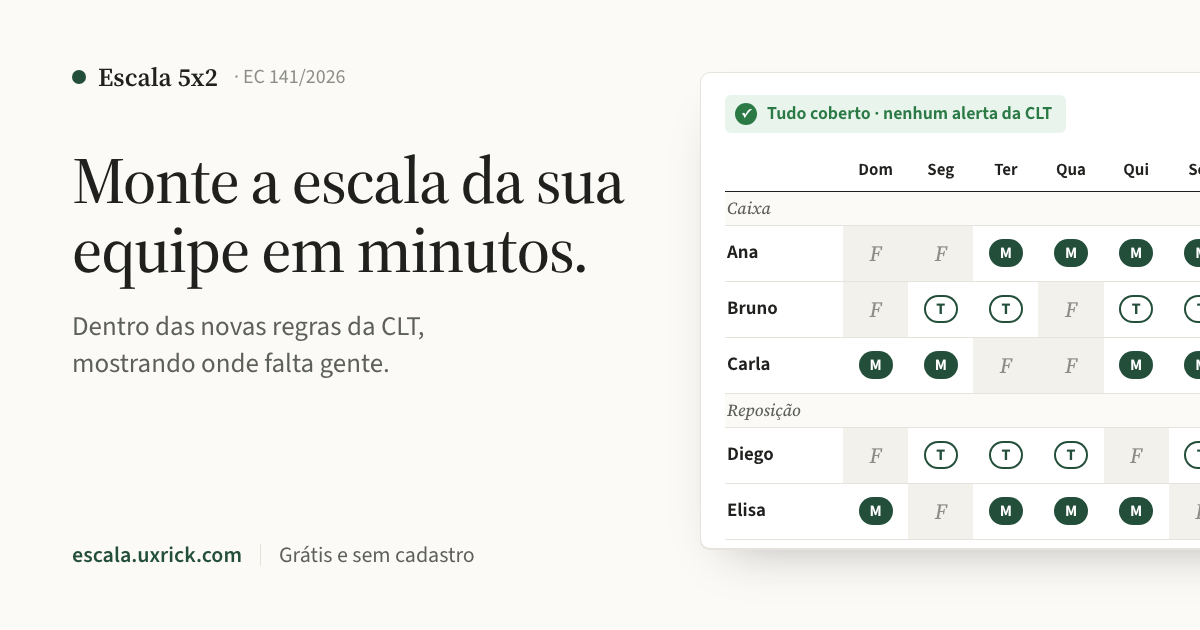 Escala 5x2 · EC 141/2026
Monte a escala da sua
equipe em minutos.
Dentro das novas regras da CLT,
mostrando onde falta gente.
escala.uxrick.com Grátis e sem cadastro
Tudo coberto · nenhum alerta da CLT
Dom Seg Ter Qua Qui
Caixa
Ana F F M M M
Bruno F T T F T
Carla M M F F M
Reposição
Diego F T T T F
Elisa M F M M M